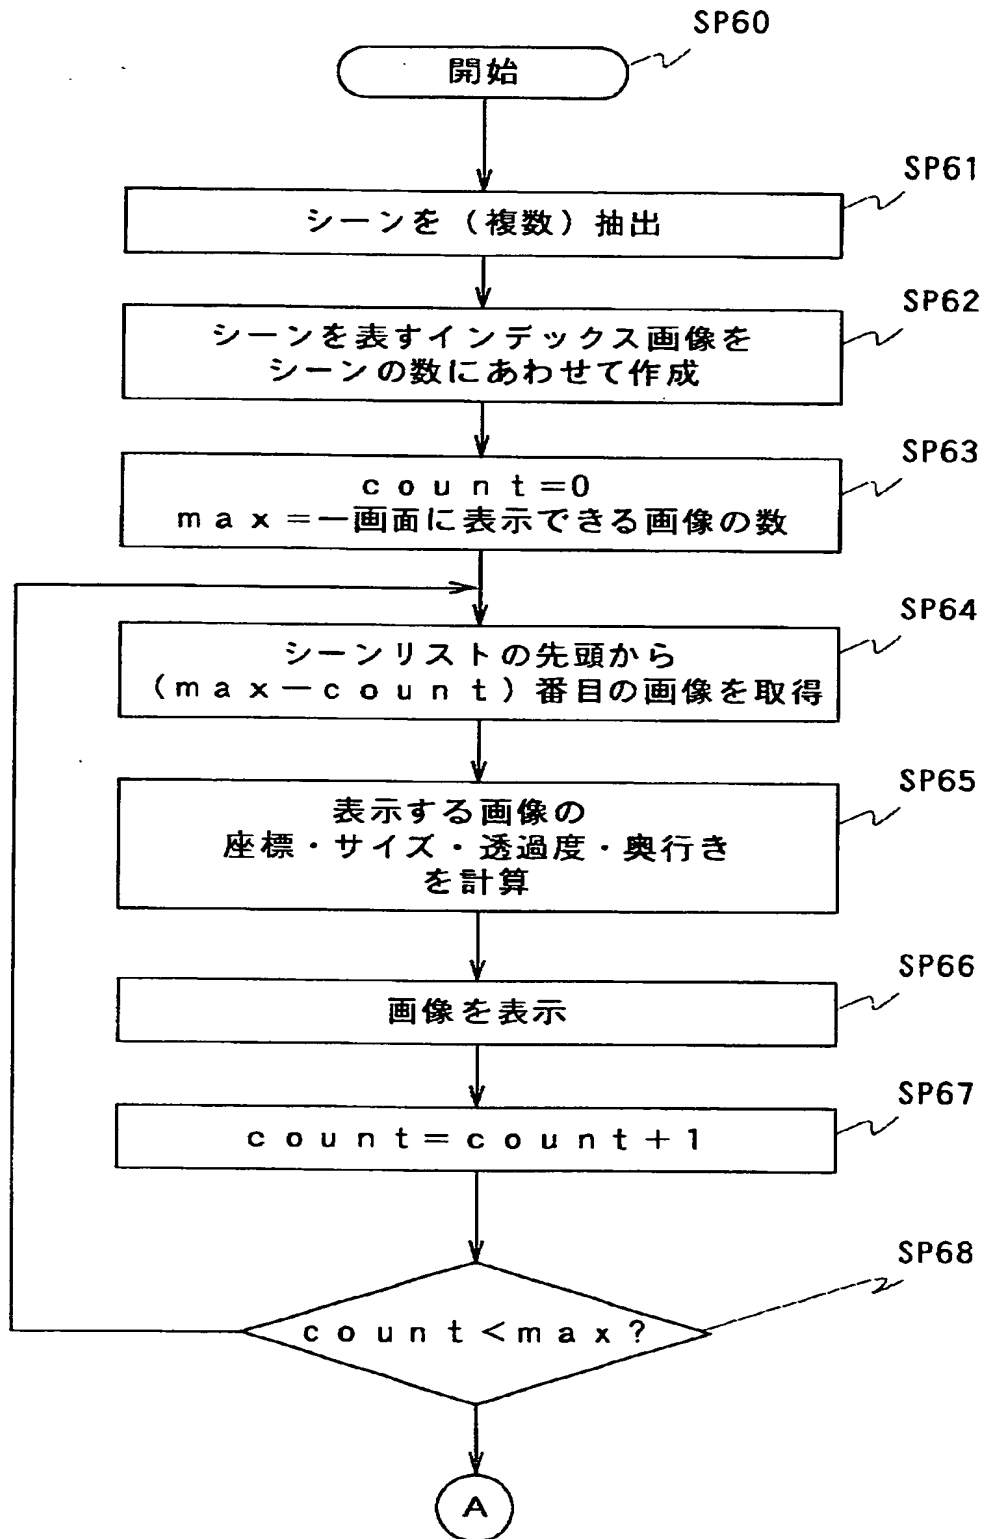 SP60
開始
SP61
シーンを（複数）抽出
SP62
シーンを表すインデックス画像を
シーンの数にあわせて作成
SP63
count=0
max=一画面に表示できる画像の数
SP64
シーンリストの先頭から
（max－count）番目の画像を取得
SP65
表示する画像の
座標・サイズ・透過度・奥行き
を計算
SP66
画像を表示
SP67
count=count+1
SP68
count<max?
A